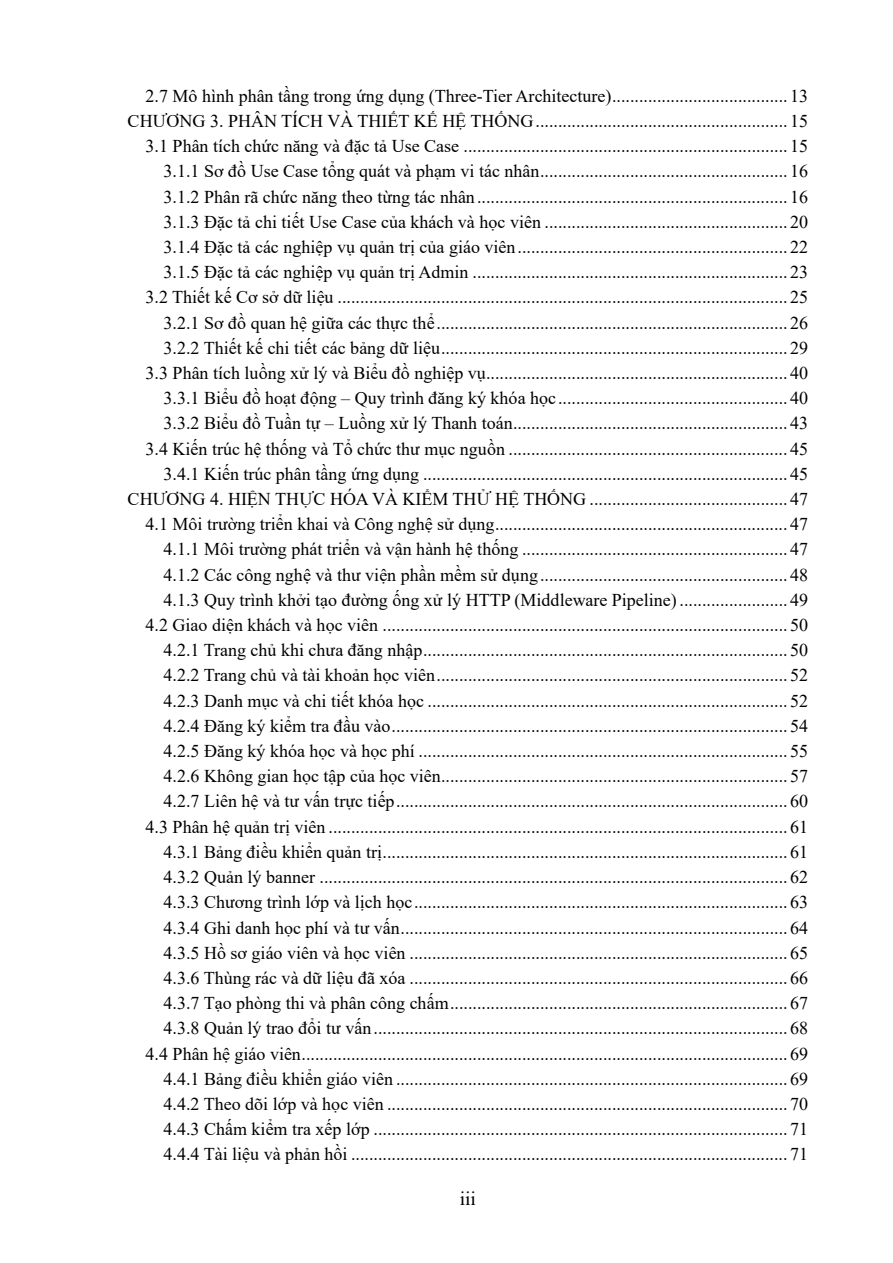 2.7 Mô hình phân tầng trong ứng dụng (Three-Tier Architecture)....................................... 13
CHƯƠNG 3. PHÂN TÍCH VÀ THIẾT KẾ HỆ THỐNG........................................................ 15
3.1 Phân tích chức năng và đặc tả Use Case ........................................................................ 15
3.1.1 Sơ đồ Use Case tổng quát và phạm vi tác nhân....................................................... 16
3.1.2 Phân rã chức năng theo từng tác nhân..................................................................... 16
3.1.3 Đặc tả chi tiết Use Case của khách và học viên ...................................................... 20
3.1.4 Đặc tả các nghiệp vụ quản trị của giáo viên............................................................ 22
3.1.5 Đặc tả các nghiệp vụ quản trị Admin ...................................................................... 23
3.2 Thiết kế Cơ sở dữ liệu .................................................................................................... 25
3.2.1 Sơ đồ quan hệ giữa các thực thể.............................................................................. 26
3.2.2 Thiết kế chi tiết các bảng dữ liệu............................................................................. 29
3.3 Phân tích luồng xử lý và Biểu đồ nghiệp vụ................................................................... 40
3.3.1 Biểu đồ hoạt động – Quy trình đăng ký khóa học................................................... 40
3.3.2 Biểu đồ Tuần tự – Luồng xử lý Thanh toán............................................................. 43
3.4 Kiến trúc hệ thống và Tổ chức thư mục nguồn .............................................................. 45
3.4.1 Kiến trúc phân tầng ứng dụng ................................................................................. 45
CHƯƠNG 4. HIỆN THỰC HÓA VÀ KIỂM THỬ HỆ THỐNG ............................................ 47
4.1 Môi trường triển khai và Công nghệ sử dụng................................................................. 47
4.1.1 Môi trường phát triển và vận hành hệ thống ........................................................... 47
4.1.2 Các công nghệ và thư viện phần mềm sử dụng....................................................... 48
4.1.3 Quy trình khởi tạo đường ống xử lý HTTP (Middleware Pipeline) ........................ 49
4.2 Giao diện khách và học viên .......................................................................................... 50
4.2.1 Trang chủ khi chưa đăng nhập................................................................................. 50
4.2.2 Trang chủ và tài khoản học viên.............................................................................. 52
4.2.3 Danh mục và chi tiết khóa học ................................................................................ 52
4.2.4 Đăng ký kiểm tra đầu vào........................................................................................ 54
4.2.5 Đăng ký khóa học và học phí .................................................................................. 55
4.2.6 Không gian học tập của học viên............................................................................. 57
4.2.7 Liên hệ và tư vấn trực tiếp....................................................................................... 60
4.3 Phân hệ quản trị viên ...................................................................................................... 61
4.3.1 Bảng điều khiển quản trị.......................................................................................... 61
4.3.2 Quản lý banner ........................................................................................................ 62
4.3.3 Chương trình lớp và lịch học................................................................................... 63
4.3.4 Ghi danh học phí và tư vấn...................................................................................... 64
4.3.5 Hồ sơ giáo viên và học viên .................................................................................... 65
4.3.6 Thùng rác và dữ liệu đã xóa .................................................................................... 66
4.3.7 Tạo phòng thi và phân công chấm........................................................................... 67
4.3.8 Quản lý trao đổi tư vấn............................................................................................ 68
4.4 Phân hệ giáo viên............................................................................................................ 69
4.4.1 Bảng điều khiển giáo viên ....................................................................................... 69
4.4.2 Theo dõi lớp và học viên ......................................................................................... 70
4.4.3 Chấm kiểm tra xếp lớp ............................................................................................ 71
4.4.4 Tài liệu và phản hồi ................................................................................................. 71
iii